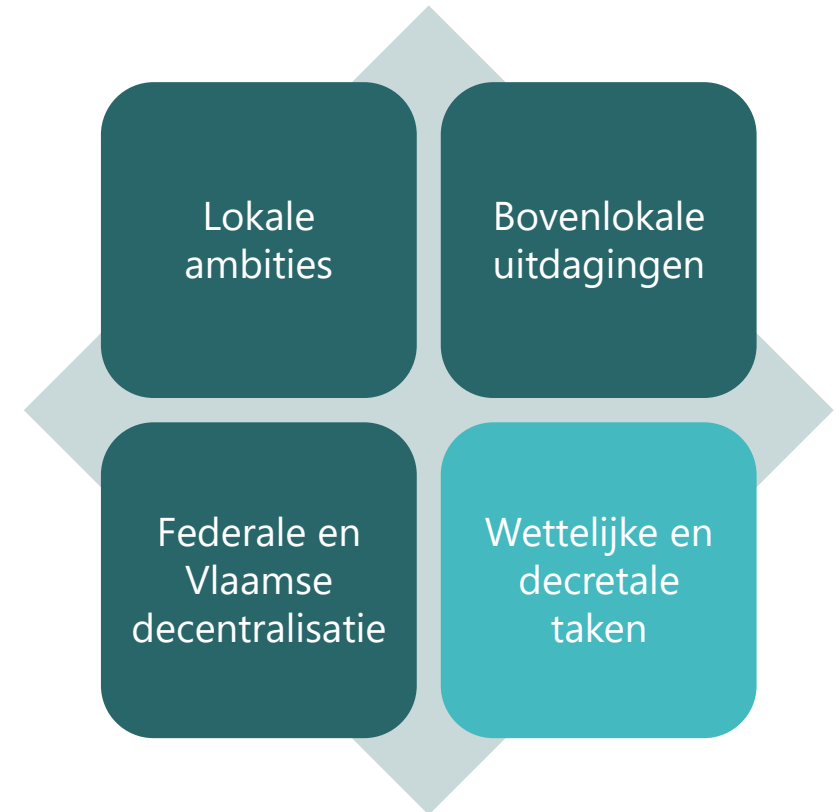 Lokale
ambities
Bovenlokale
uitdagingen
Federale en
Vlaamse
decentralisatie
Wettelijke en
decretale
taken